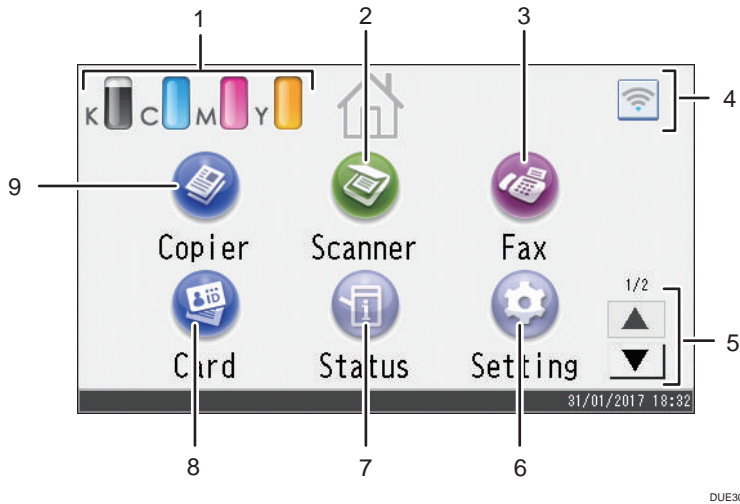 1 2 3
K C M Y
4
9
Copier Scanner Fax
ID
1/2
5
Card Status Setting
31/01/2017 18:32
8 7 6